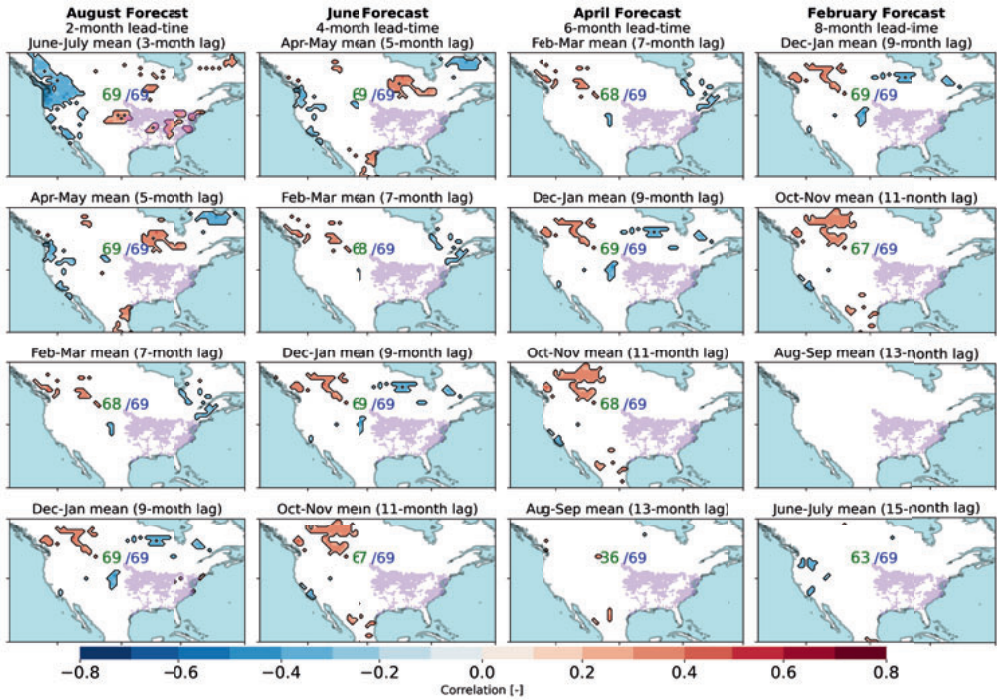 August Forecast June Forecast April Forecast February Forecast
2-month lead-time 4-month lead-time 6-month lead-time 8-month lead-ime
June-July mean (3-month lag) Apr-May mean (5-month lag) Feb-Mar mean (7-month lag) Dec-Jan mean (9-month lag)
69/69 69/69 68/69 69/69
Apr-May mean (5-month lag) Feb-Mar mean (7-month lag) Dec-Jan mean (9-month lag) Oct-Nov mean (11-month lag)
69/69 68/69 69/69 67/69
Feb-Mar mean (7-month lag) Dec-Jan mean (9-month lag) Oct-Nov mean (11-month lag) Aug-Sep mean (13-month lag)
68/69 69/69 68/69
Dec-Jan mean (9-month lag) Oct-Nov mean (11-month lag) Aug-Sep mean (13-month lag) June-July mean (15-month lag)
69/69 67/69 36/69 63/69
−0.8 −0.6 −0.4 −0.2 0.0 0.2 0.4 0.6 0.8
Correlation [-]